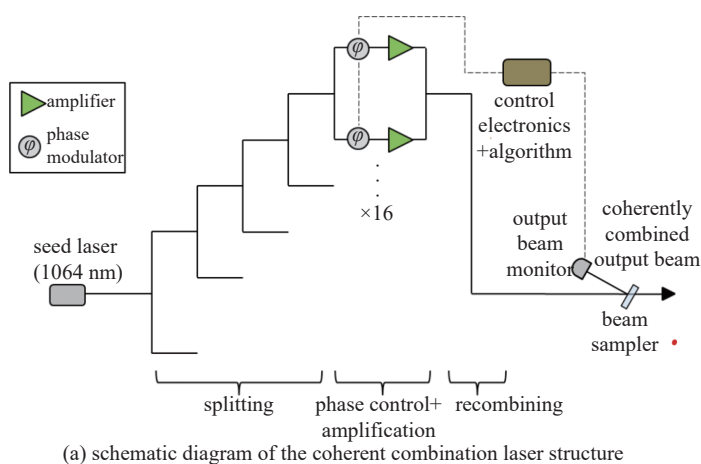 amplifier
φ phase
modulator
seed laser
(1064 nm)
φ
φ
×16
control
electronics
+algorithm
output
beam
monitor
coherently
combined
output beam
beam
sampler
splitting
phase control+
amplification
recombining
(a) schematic diagram of the coherent combination laser structure